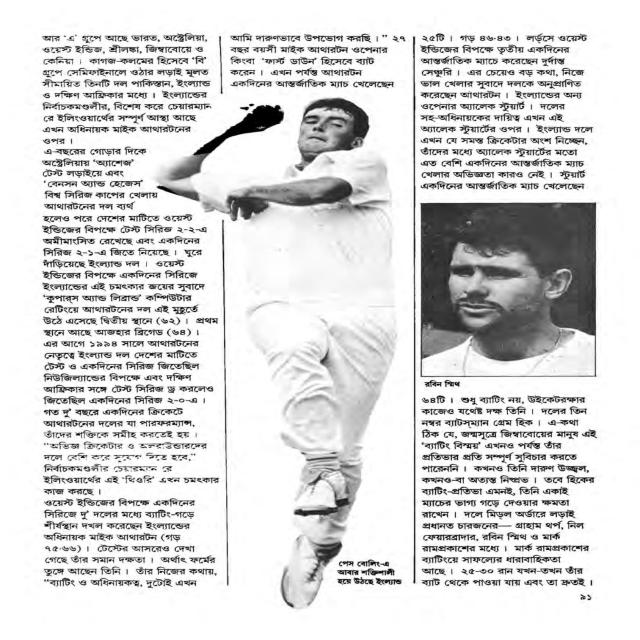 আর 'এ' গ্রুপে আছে ভারত, অস্ট্রেলিয়া,
ওয়েস্ট ইন্ডিজ, শ্রীলঙ্কা, জিম্বাবোয়ে ও
কেনিয়া । কাগজ-কলমের হিসেবে 'বি'
গ্রুপে সেমিফাইনালে ওঠার লড়াই মূলত
সীমায়িত তিনটি দল পাকিস্তান, ইংল্যান্ড
ও দক্ষিণ আফ্রিকার মধ্যে । ইংল্যান্ডের
নির্বাচকমণ্ডলীর, বিশেষ করে চেয়ারম্যান
রে ইলিংওয়ার্থের সম্পূর্ণ আস্থা আছে
এখন অধিনায়ক মাইক আথারটনের
ওপর ।
এ-বছরের গোড়ার দিকে
অস্ট্রেলিয়ায় 'অ্যাশেজ'
টেস্ট লড়াইয়ে এবং
'বেনসন অ্যান্ড হেজেস'
বিশ্ব সিরিজ কাপের খেলায়
আথারটনের দল ব্যর্থ
হলেও পরে দেশের মাটিতে ওয়েস্ট
ইন্ডিজের বিপক্ষে টেস্ট সিরিজ ২-২-এ
অমীমাংসিত রেখেছে এবং একদিনের
সিরিজ ২-১-এ জিতে নিয়েছে । ঘুরে
দাঁড়িয়েছে ইংল্যান্ড দল । ওয়েস্ট
ইন্ডিজের বিপক্ষে একদিনের সিরিজে
ইংল্যান্ডের এই চমৎকার জয়ের সুবাদে
'কুপার্স অ্যান্ড লিব্রান্ড' কম্পিউটার
রেটিংয়ে আথারটনের দল এই মুহূর্তে
উঠে এসেছে দ্বিতীয় স্থানে (৬২) । প্রথম
স্থানে আছে আজহার ব্রিগেড (৬৪) ।
এর আগে ১৯৯৪ সালে আথারটনের
নেতৃত্বে ইংল্যান্ড দল দেশের মাটিতে
টেস্ট ও একদিনের সিরিজ জিতেছিল
নিউজিল্যান্ডের বিপক্ষে এবং দক্ষিণ
আফ্রিকার সঙ্গে টেস্ট সিরিজ ড্র করলেও
জিতেছিল একদিনের সিরিজ ২-০-এ ।
গত দু' বছরে একদিনের ক্রিকেটে
আথারটনের দলের যা পারফরম্যান্স,
তাঁদের শক্তিকে সমীহ করতেই হয় ।
"অভিজ্ঞ ক্রিকেটার ও অলরাউন্ডারদের
দলে বেশি করে সুযোগ দিতে হবে,"
নির্বাচকমণ্ডলীর চেয়ারম্যান রে
ইলিংওয়ার্থের এই 'থিওরি' এখন চমৎকার
কাজ করছে ।
ওয়েস্ট ইন্ডিজের বিপক্ষে একদিনের
সিরিজে দু' দলের মধ্যে ব্যাটিং-গড়ে
শীর্ষস্থান দখল করেছেন ইংল্যান্ডের
অধিনায়ক মাইক আথারটন (গড়
৭৫·৬৬) । টেস্টের আসরেও দেখা
গেছে তাঁর সমান দক্ষতা । অর্থাৎ ফর্মের
তুঙ্গে আছেন তিনি । তাঁর নিজের কথায়,
"ব্যাটিং ও অধিনায়কত্ব, দুটোই এখন
আমি দারুণভাবে উপভোগ করছি ।" ২৭
বছর বয়সী মাইক আথারটন ওপেনার
কিংবা 'ফার্স্ট ডাউন' হিসেবে ব্যাট
করেন । এখন পর্যন্ত আথারটন
একদিনের আন্তর্জাতিক ম্যাচ খেলেছেন
পেস বোলিং-এ
আবার শক্তিশালী
হয়ে উঠছে ইংল্যান্ড
২৫টি । গড় ৪৬·৪৩ । লর্ড্‌সে ওয়েস্ট
ইন্ডিজের বিপক্ষে তৃতীয় একদিনের
আন্তর্জাতিক ম্যাচে করেছেন দুর্দান্ত
সেঞ্চুরি । এর চেয়েও বড় কথা, নিজে
ভাল খেলার সুবাদে দলকে অনুপ্রাণিত
করেছেন আথারটন । ইংল্যান্ডের অন্য
ওপেনার অ্যালেক স্টুয়ার্ট । দলের
সহ-অধিনায়কের দায়িত্ব এখন এই
অ্যালেক স্টুয়ার্টের ওপর । ইংল্যান্ড দলে
এখন যে সমস্ত ক্রিকেটার অংশ নিচ্ছেন,
তাঁদের মধ্যে অ্যালেক স্টুয়ার্টের মতো
এত বেশি একদিনের আন্তর্জাতিক ম্যাচ
খেলার অভিজ্ঞতা কারও নেই । স্টুয়ার্ট
একদিনের আন্তর্জাতিক ম্যাচ খেলেছেন
রবিন স্মিথ
৬৪টি । শুধু ব্যাটিং নয়, উইকেটরক্ষার
কাজেও যথেষ্ট দক্ষ তিনি । দলের তিন
নম্বর ব্যাটসম্যান গ্রেম হিক । এ-কথা
ঠিক যে, জন্মসূত্রে জিম্বাবোয়ের মানুষ এই
'ব্যাটিং বিস্ময়' এখনও পর্যন্ত তাঁর
প্রতিভার প্রতি সম্পূর্ণ সুবিচার করতে
পারেননি । কখনও তিনি দারুণ উজ্জ্বল,
কখনও-বা অত্যন্ত নিষ্প্রভ । তবে হিকের
ব্যাটিং-প্রতিভা এমনই, তিনি একাই
ম্যাচের ভাগ্য গড়ে দেওয়ার ক্ষমতা
রাখেন । দলে মিডল অর্ডারে লড়াই
প্রধানত চারজনের— গ্রাহাম থর্প, নিল
ফেয়ারব্রাদার, রবিন স্মিথ ও মার্ক
রামপ্রকাশের মধ্যে । মার্ক রামপ্রকাশের
ব্যাটিংয়ে সাফল্যের ধারাবাহিকতা
আছে । ২৫-৩০ রান যখন-তখন তাঁর
ব্যাট থেকে পাওয়া যায় এবং তা দ্রুতই ।
৯১